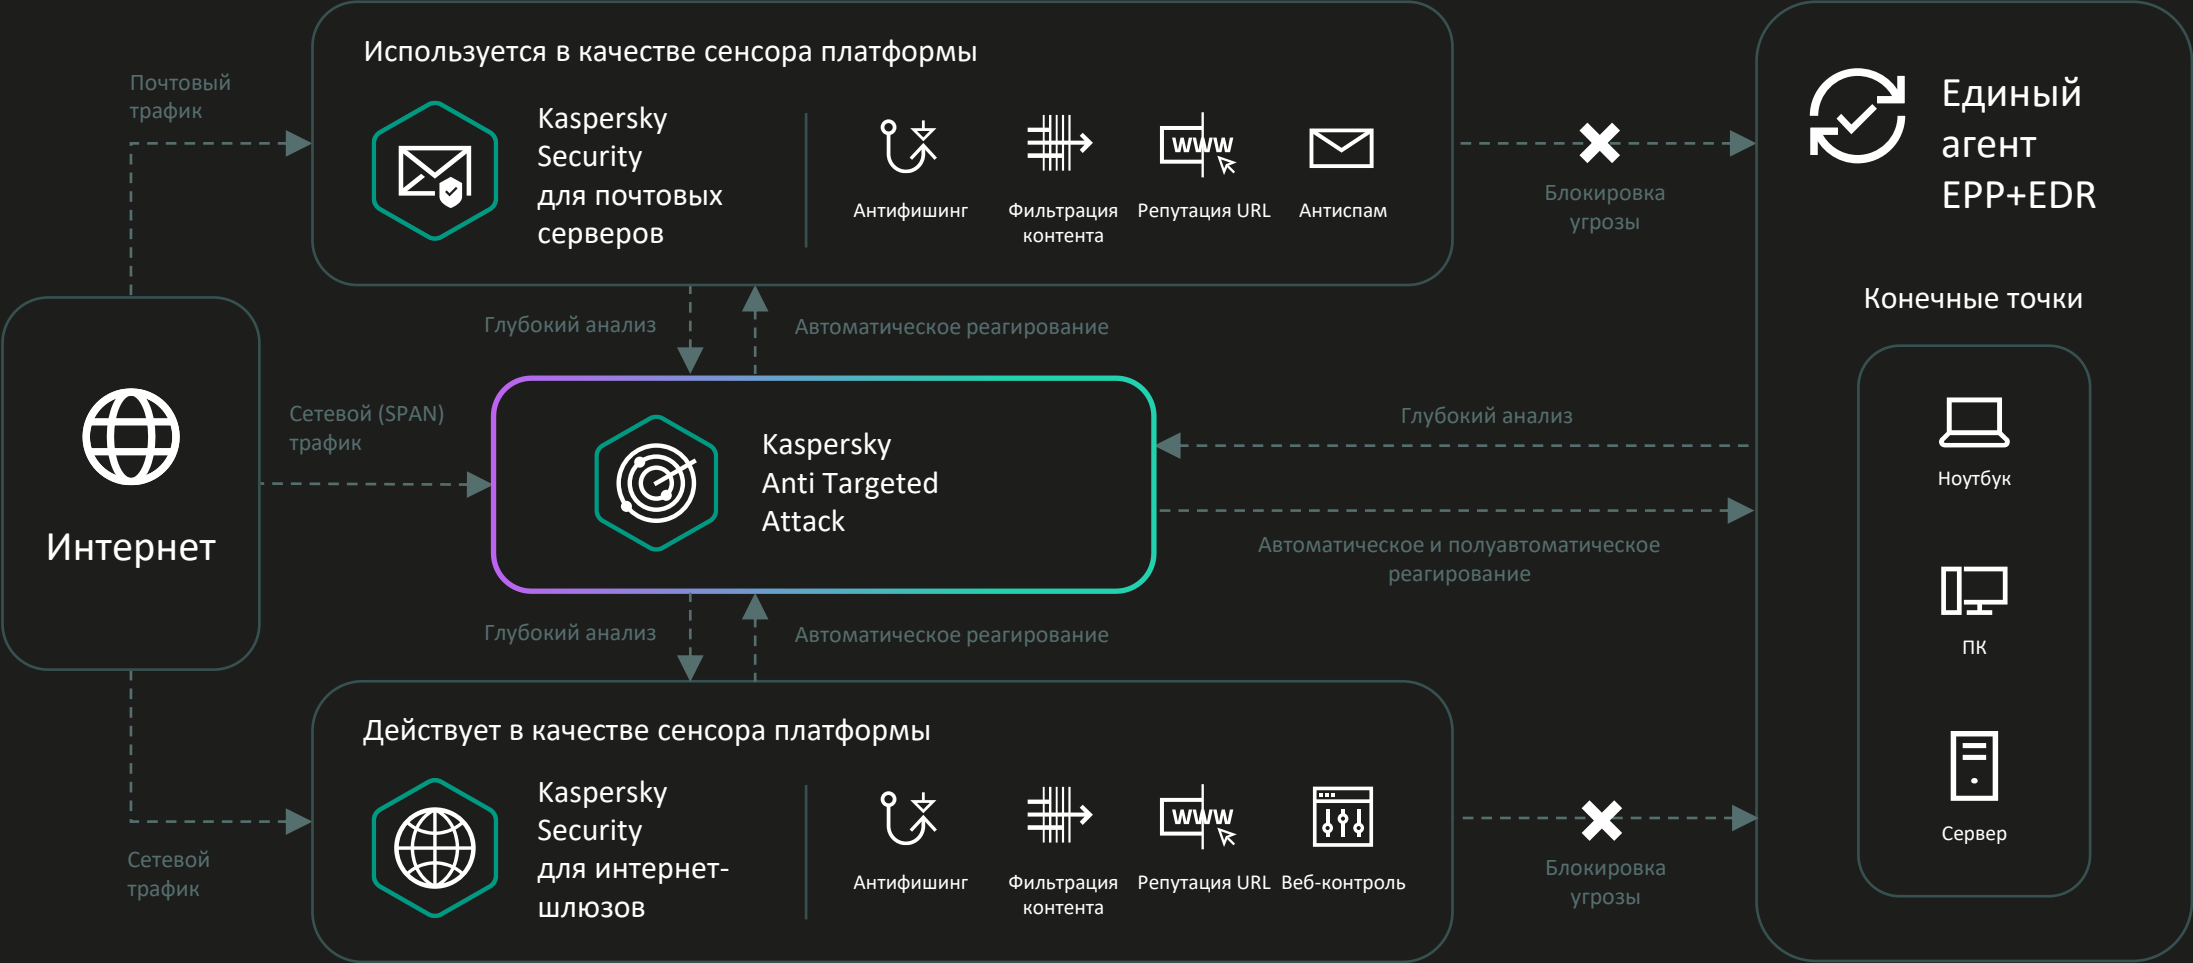 Используется в качестве сенсора платформы
Почтовый
трафик
Kaspersky
Security
для почтовых
серверов
Антифишинг
Фильтрация
контента
Репутация URL
Антиспам
WWW
Блокировка
угрозы
Единый
агент
EPP+EDR
Конечные точки
Глубокий анализ
Автоматическое реагирование
Интернет
Сетевой (SPAN)
трафик
Kaspersky
Anti Targeted
Attack
Глубокий анализ
Автоматическое и полуавтоматическое
реагирование
Ноутбук
ПК
Сервер
Глубокий анализ
Автоматическое реагирование
Действует в качестве сенсора платформы
Сетевой
трафик
Kaspersky
Security
для интернет-
шлюзов
WWW
Антифишинг
Фильтрация
контента
Репутация URL
Веб-контроль
Блокировка
угрозы